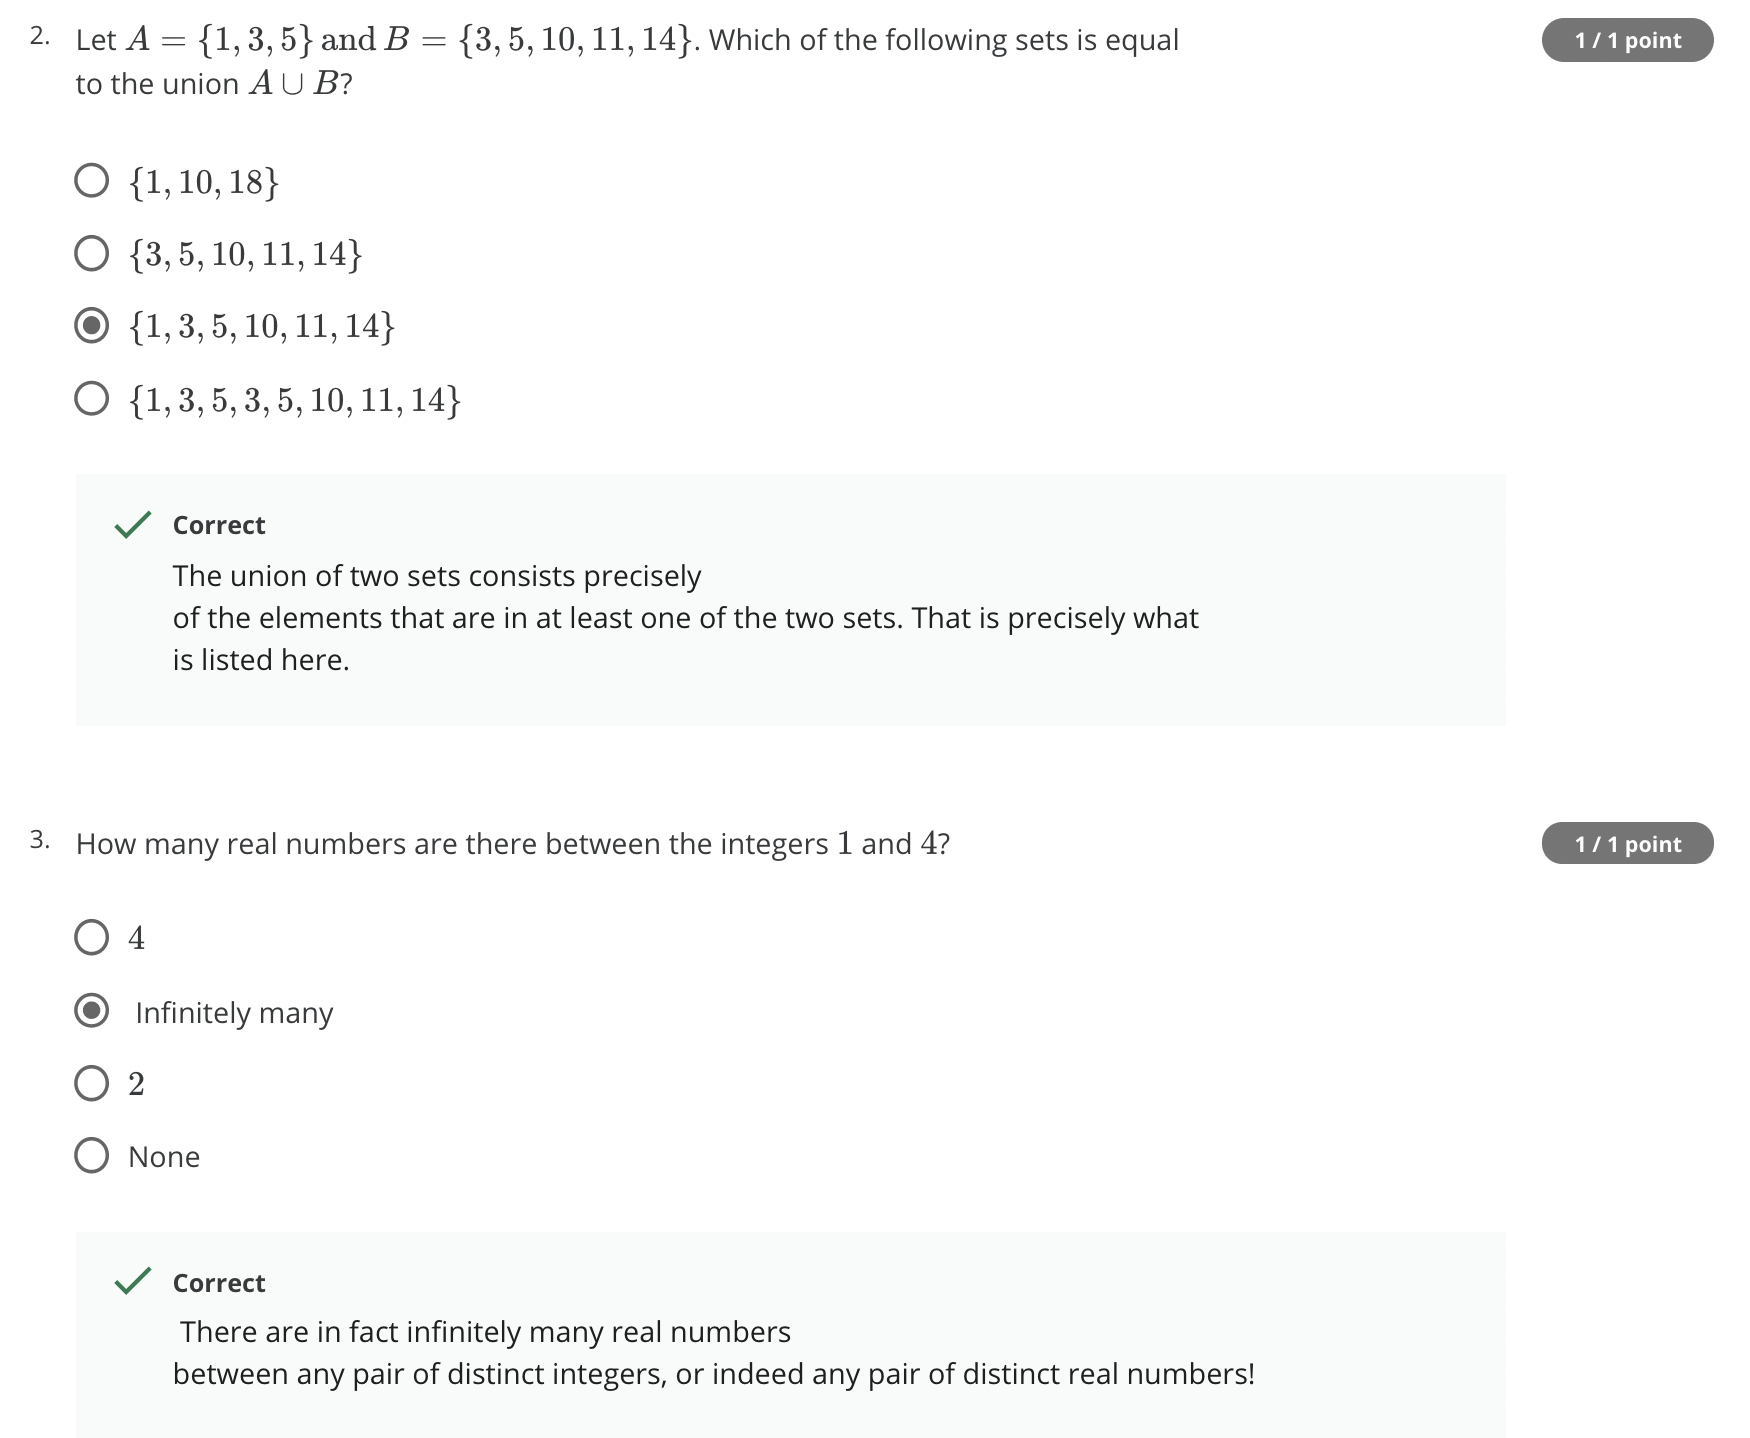 2. Let A = {1, 3, 5} and B = {3, 5, 10, 11, 14}. Which of the following sets is equal
1 / 1 point
to the union A ∪ B?
{1, 10, 18}
{3, 5, 10, 11, 14}
{1, 3, 5, 10, 11, 14}
{1, 3, 5, 3, 5, 10, 11, 14}
Correct
The union of two sets consists precisely
of the elements that are in at least one of the two sets. That is precisely what
is listed here.
3. How many real numbers are there between the integers 1 and 4?
1 / 1 point
4
Infinitely many
2
None
Correct
There are in fact infinitely many real numbers
between any pair of distinct integers, or indeed any pair of distinct real numbers!